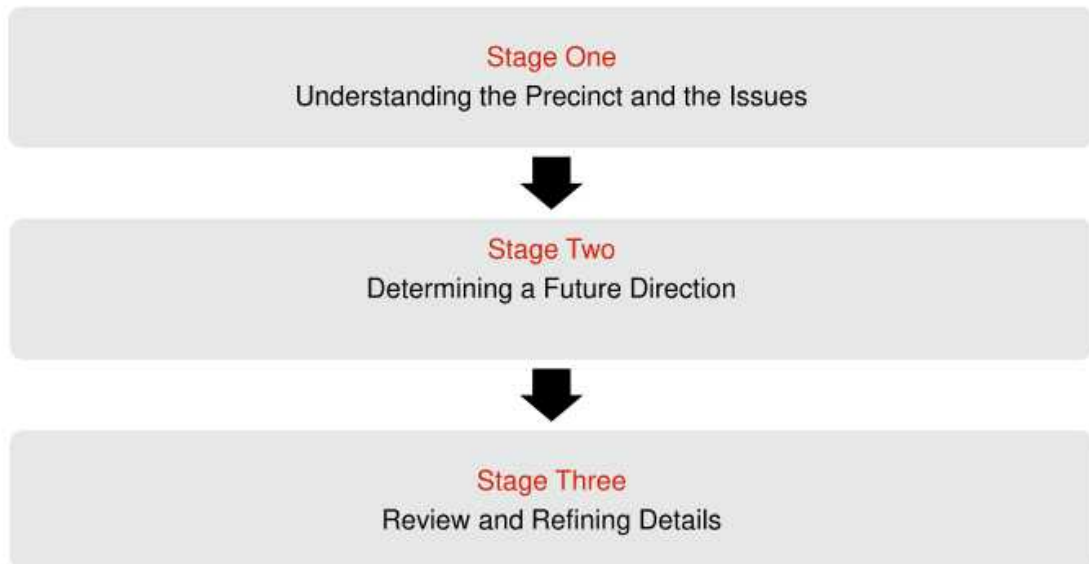 Stage One
Understanding the Precinct and the Issues
Stage Two
Determining a Future Direction
Stage Three
Review and Refining Details